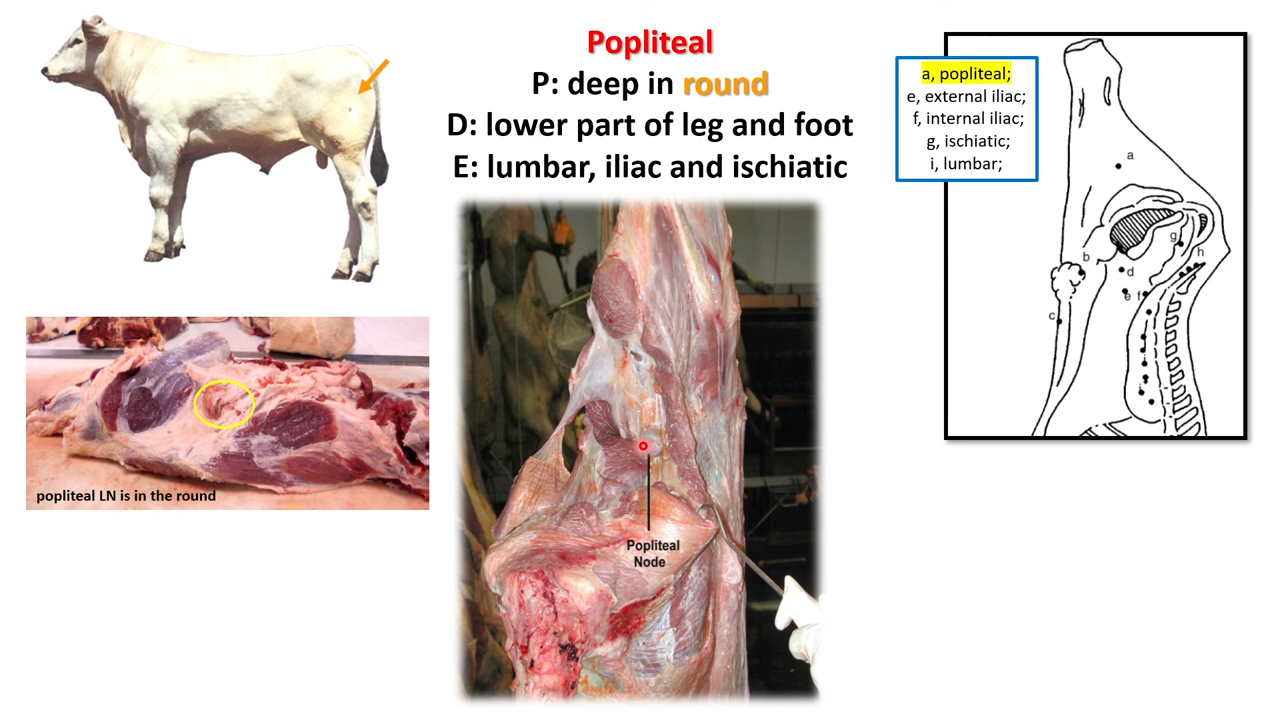 Popliteal
P: deep in round
D: lower part of leg and foot
E: lumbar, iliac and ischiatic
a, popliteal;
e, external iliac;
f, internal iliac;
g, ischiatic;
i, lumbar;
a
g
h
b
d
e
f
c
popliteal LN is in the round
Popliteal
Node